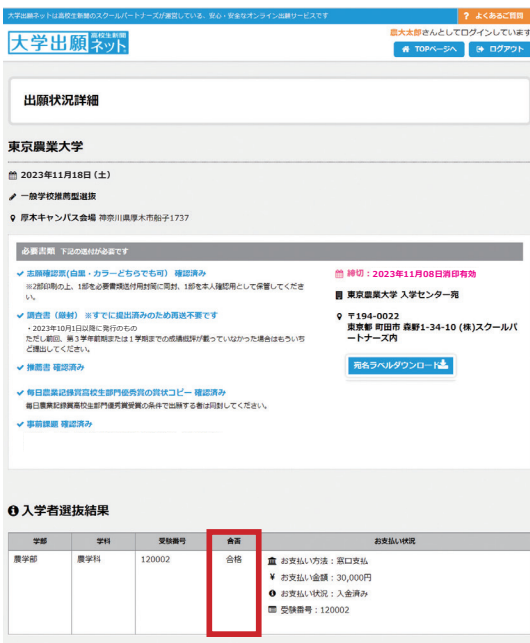 大学出願ネットは高校生新聞のスクールパートナーズが運営している、安心・安全なオンライン出願サービスです
? よくあるご質問
大学出願ネット
高校生新聞
農大太郎さんとしてログインしています
TOPページへ
ログアウト
出願状況詳細
東京農業大学
2023年11月18日(土)
一般学校推薦型選抜
厚木キャンパス会場 神奈川県厚木市船子1737
必要書類 下記の送付が必要です
志願確認票(白黒・カラーどちらでも可) 確認済み
※2部印刷の上、1部を必要書類送付用封筒に同封、1部を本人確認用として保管してくださ
い。
調査書(厳封) ※すでに提出済みのため再送不要です
・2023年10月1日以降に発行のもの
ただし前回、第3学年前期または1学期までの成績総評が載っていなかった場合はもういち
ど提出してください。
推薦書 確認済み
毎日農業記録賞高校生部門優秀賞の賞状コピー 確認済み
毎日農業記録賞高校生部門優秀賞受賞の条件で出願する者は同封してください。
事前課題 確認済み
締切:2023年11月08日消印有効
東京農業大学 入学センター宛
〒194-0022
東京都 町田市 森野1-34-10 (株)スクールパ
ートナーズ内
宛名ラベルダウンロード
入学者選抜結果
学部 学科 受験番号 合否 お支払い状況
農学部 農学科 120002 合格
お支払い方法:窓口支払
¥ お支払い金額:30,000円
お支払い状況:入金済み
受験番号:120002